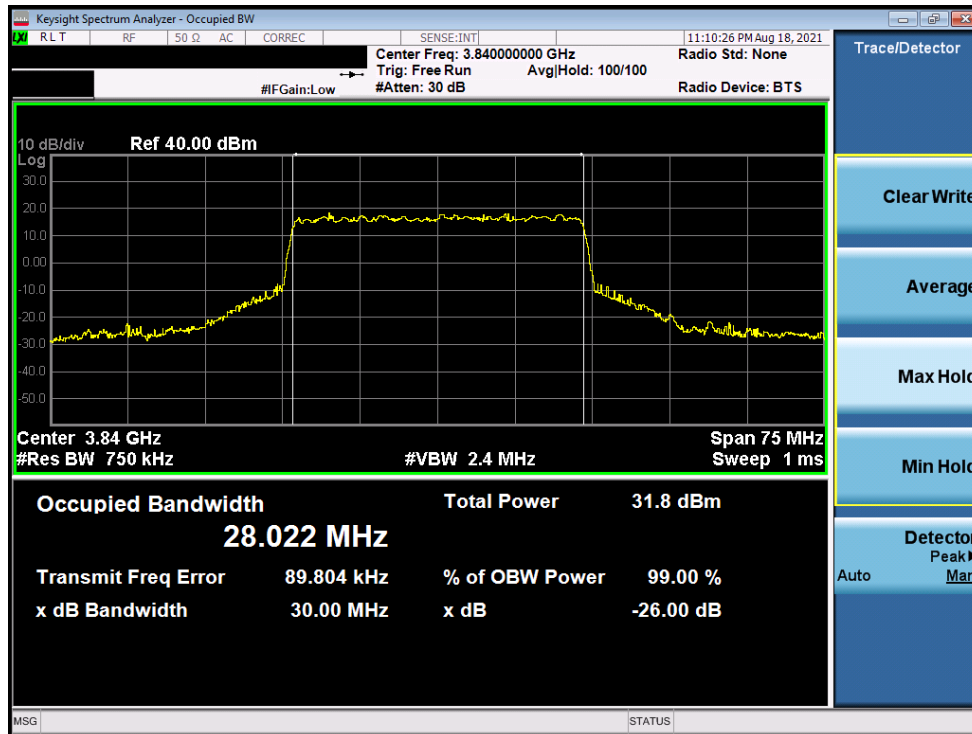 Keysight Spectrum Analyzer - Occupied BW
LXI RLT RF 50 Ω AC CORREC SENSE:INT 11:10:26 PM Aug 18, 2021
Center Freq: 3.840000000 GHz Radio Std: None
Trig: Free Run Avg|Hold: 100/100
#IFGain:Low #Atten: 30 dB Radio Device: BTS
10 dB/div Ref 40.00 dBm
Log
30.0
20.0
10.0
0.00
-10.0
-20.0
-30.0
-40.0
-50.0
Center 3.84 GHz Span 75 MHz
#Res BW 750 kHz #VBW 2.4 MHz Sweep 1 ms
Occupied Bandwidth Total Power 31.8 dBm
28.022 MHz
Transmit Freq Error 89.804 kHz % of OBW Power 99.00 %
x dB Bandwidth 30.00 MHz x dB -26.00 dB
MSG STATUS
Trace/Detector
Clear Write
Average
Max Hold
Min Hold
Detector
Peak
Auto Man